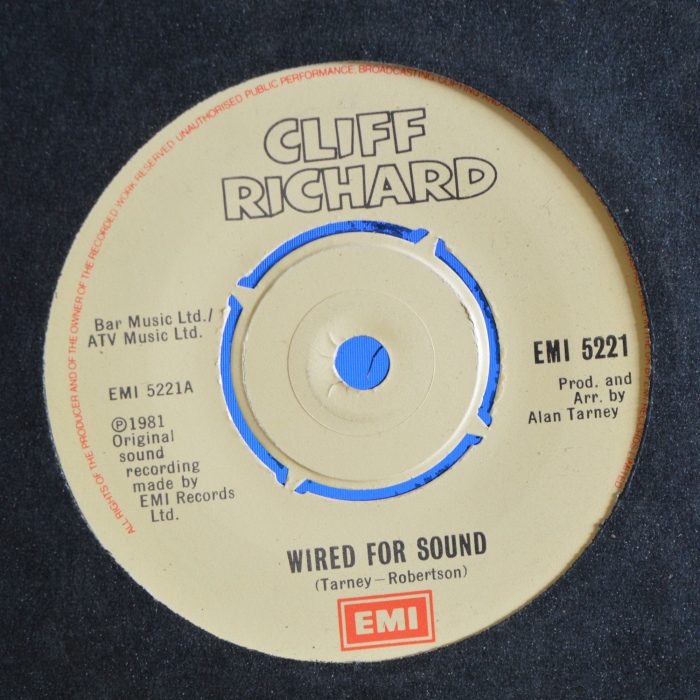 ALL RIGHTS OF THE PRODUCER AND OF THE OWNER OF THE RECORDED WORK RESERVED UNAUTHORISED PUBLIC PERFORMANCE, BROADCASTING,
CLIFF
RICHARD
Bar Music Ltd./
ATV Music Ltd.
EMI 5221A
℗1981
Original
sound
recording
made by
EMI Records
Ltd.
EMI 5221
Prod. and
Arr. by
Alan Tarney
WIRED FOR SOUND
(Tarney–Robertson)
EMI